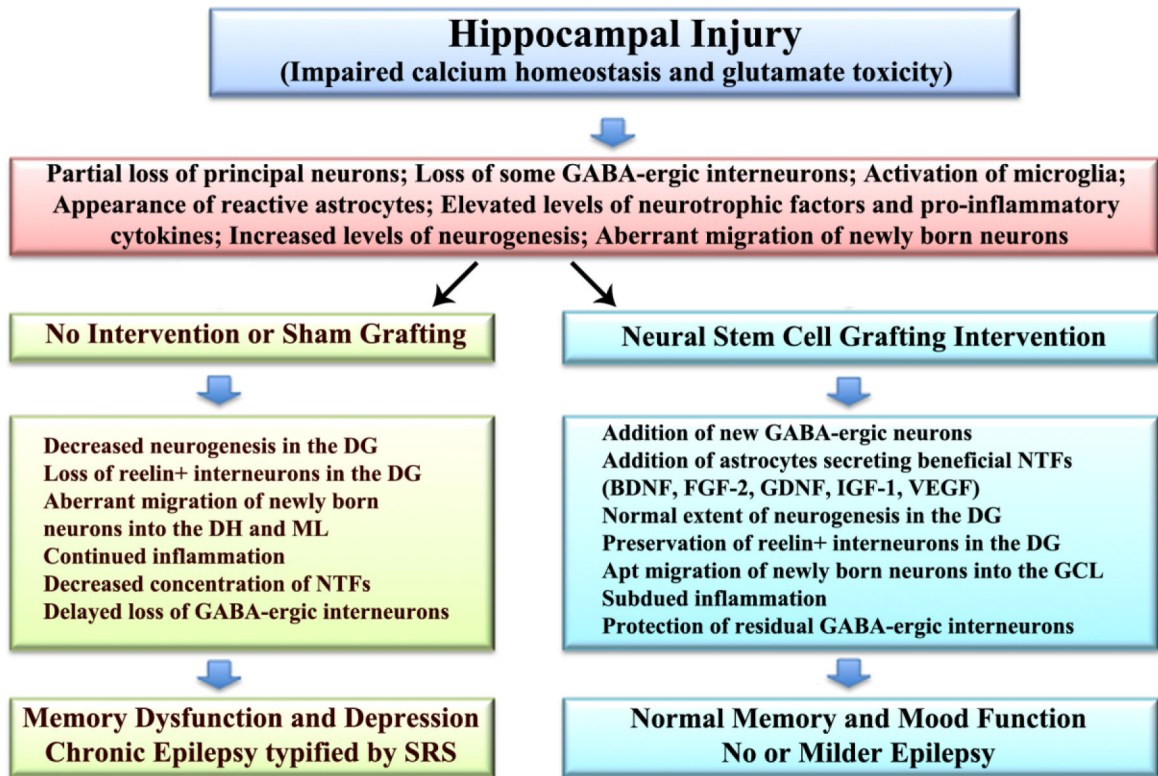 Hippocampal Injury
(Impaired calcium homeostasis and glutamate toxicity)
Partial loss of principal neurons; Loss of some GABA-ergic interneurons; Activation of microglia;
Appearance of reactive astrocytes; Elevated levels of neurotrophic factors and pro-inflammatory
cytokines; Increased levels of neurogenesis; Aberrant migration of newly born neurons
No Intervention or Sham Grafting
Decreased neurogenesis in the DG
Loss of reelin+ interneurons in the DG
Aberrant migration of newly born
neurons into the DH and ML
Continued inflammation
Decreased concentration of NTFs
Delayed loss of GABA-ergic interneurons
Memory Dysfunction and Depression
Chronic Epilepsy typified by SRS
Neural Stem Cell Grafting Intervention
Addition of new GABA-ergic neurons
Addition of astrocytes secreting beneficial NTFs
(BDNF, FGF-2, GDNF, IGF-1, VEGF)
Normal extent of neurogenesis in the DG
Preservation of reelin+ interneurons in the DG
Apt migration of newly born neurons into the GCL
Subdued inflammation
Protection of residual GABA-ergic interneurons
Normal Memory and Mood Function
No or Milder Epilepsy